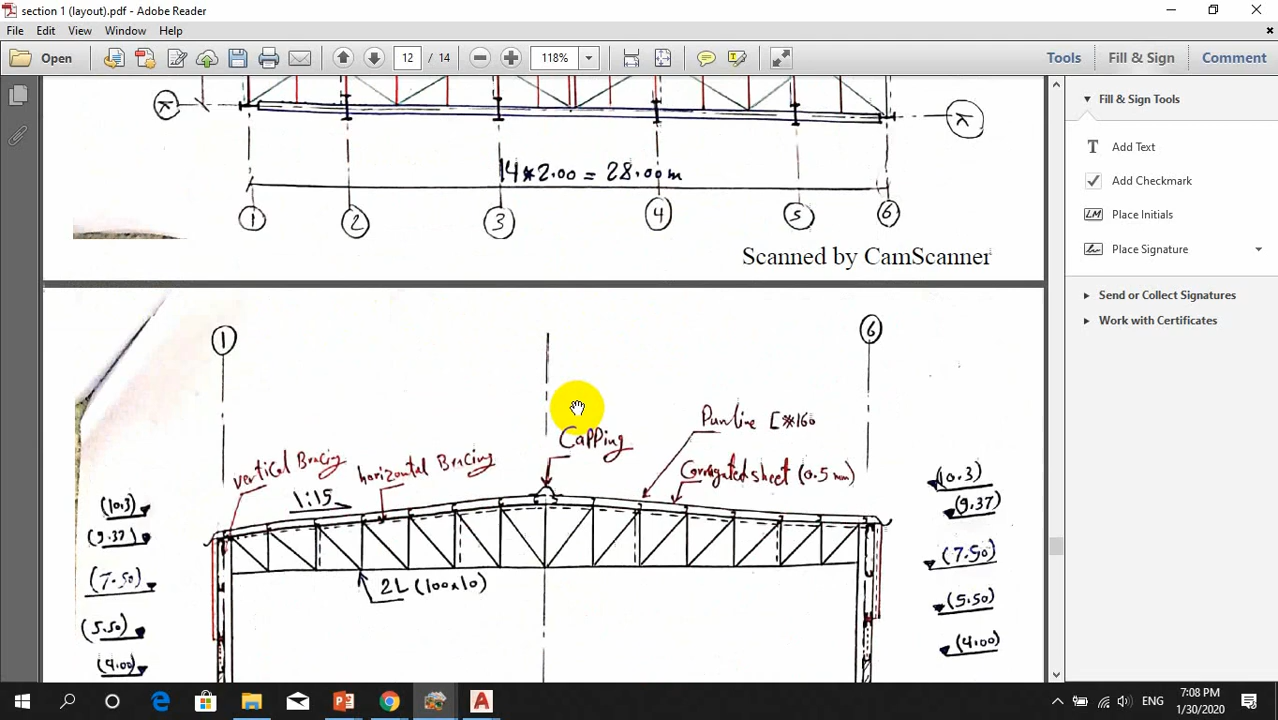 section 1 (layout).pdf - Adobe Reader
File Edit View Window Help
Open 12 / 14 118% Tools Fill & Sign Comment
Fill & Sign Tools
Add Text
Add Checkmark
LM Place Initials
Place Signature
Send or Collect Signatures
Work with Certificates
14*2.00 = 28.00 m
1 2 3 4 5 6
Scanned by CamScanner
1 6
Capping
Purline [*160
vertical Bracing horizontal Bracing Corrugated sheet (0.5 mm)
1:15
(10.3) (10.3)
(9.37) (9.37)
(7.50) (7.50)
2L (100x10)
(5.50) (5.50)
(4.00) (4.00)
ENG
7:08 PM
1/30/2020